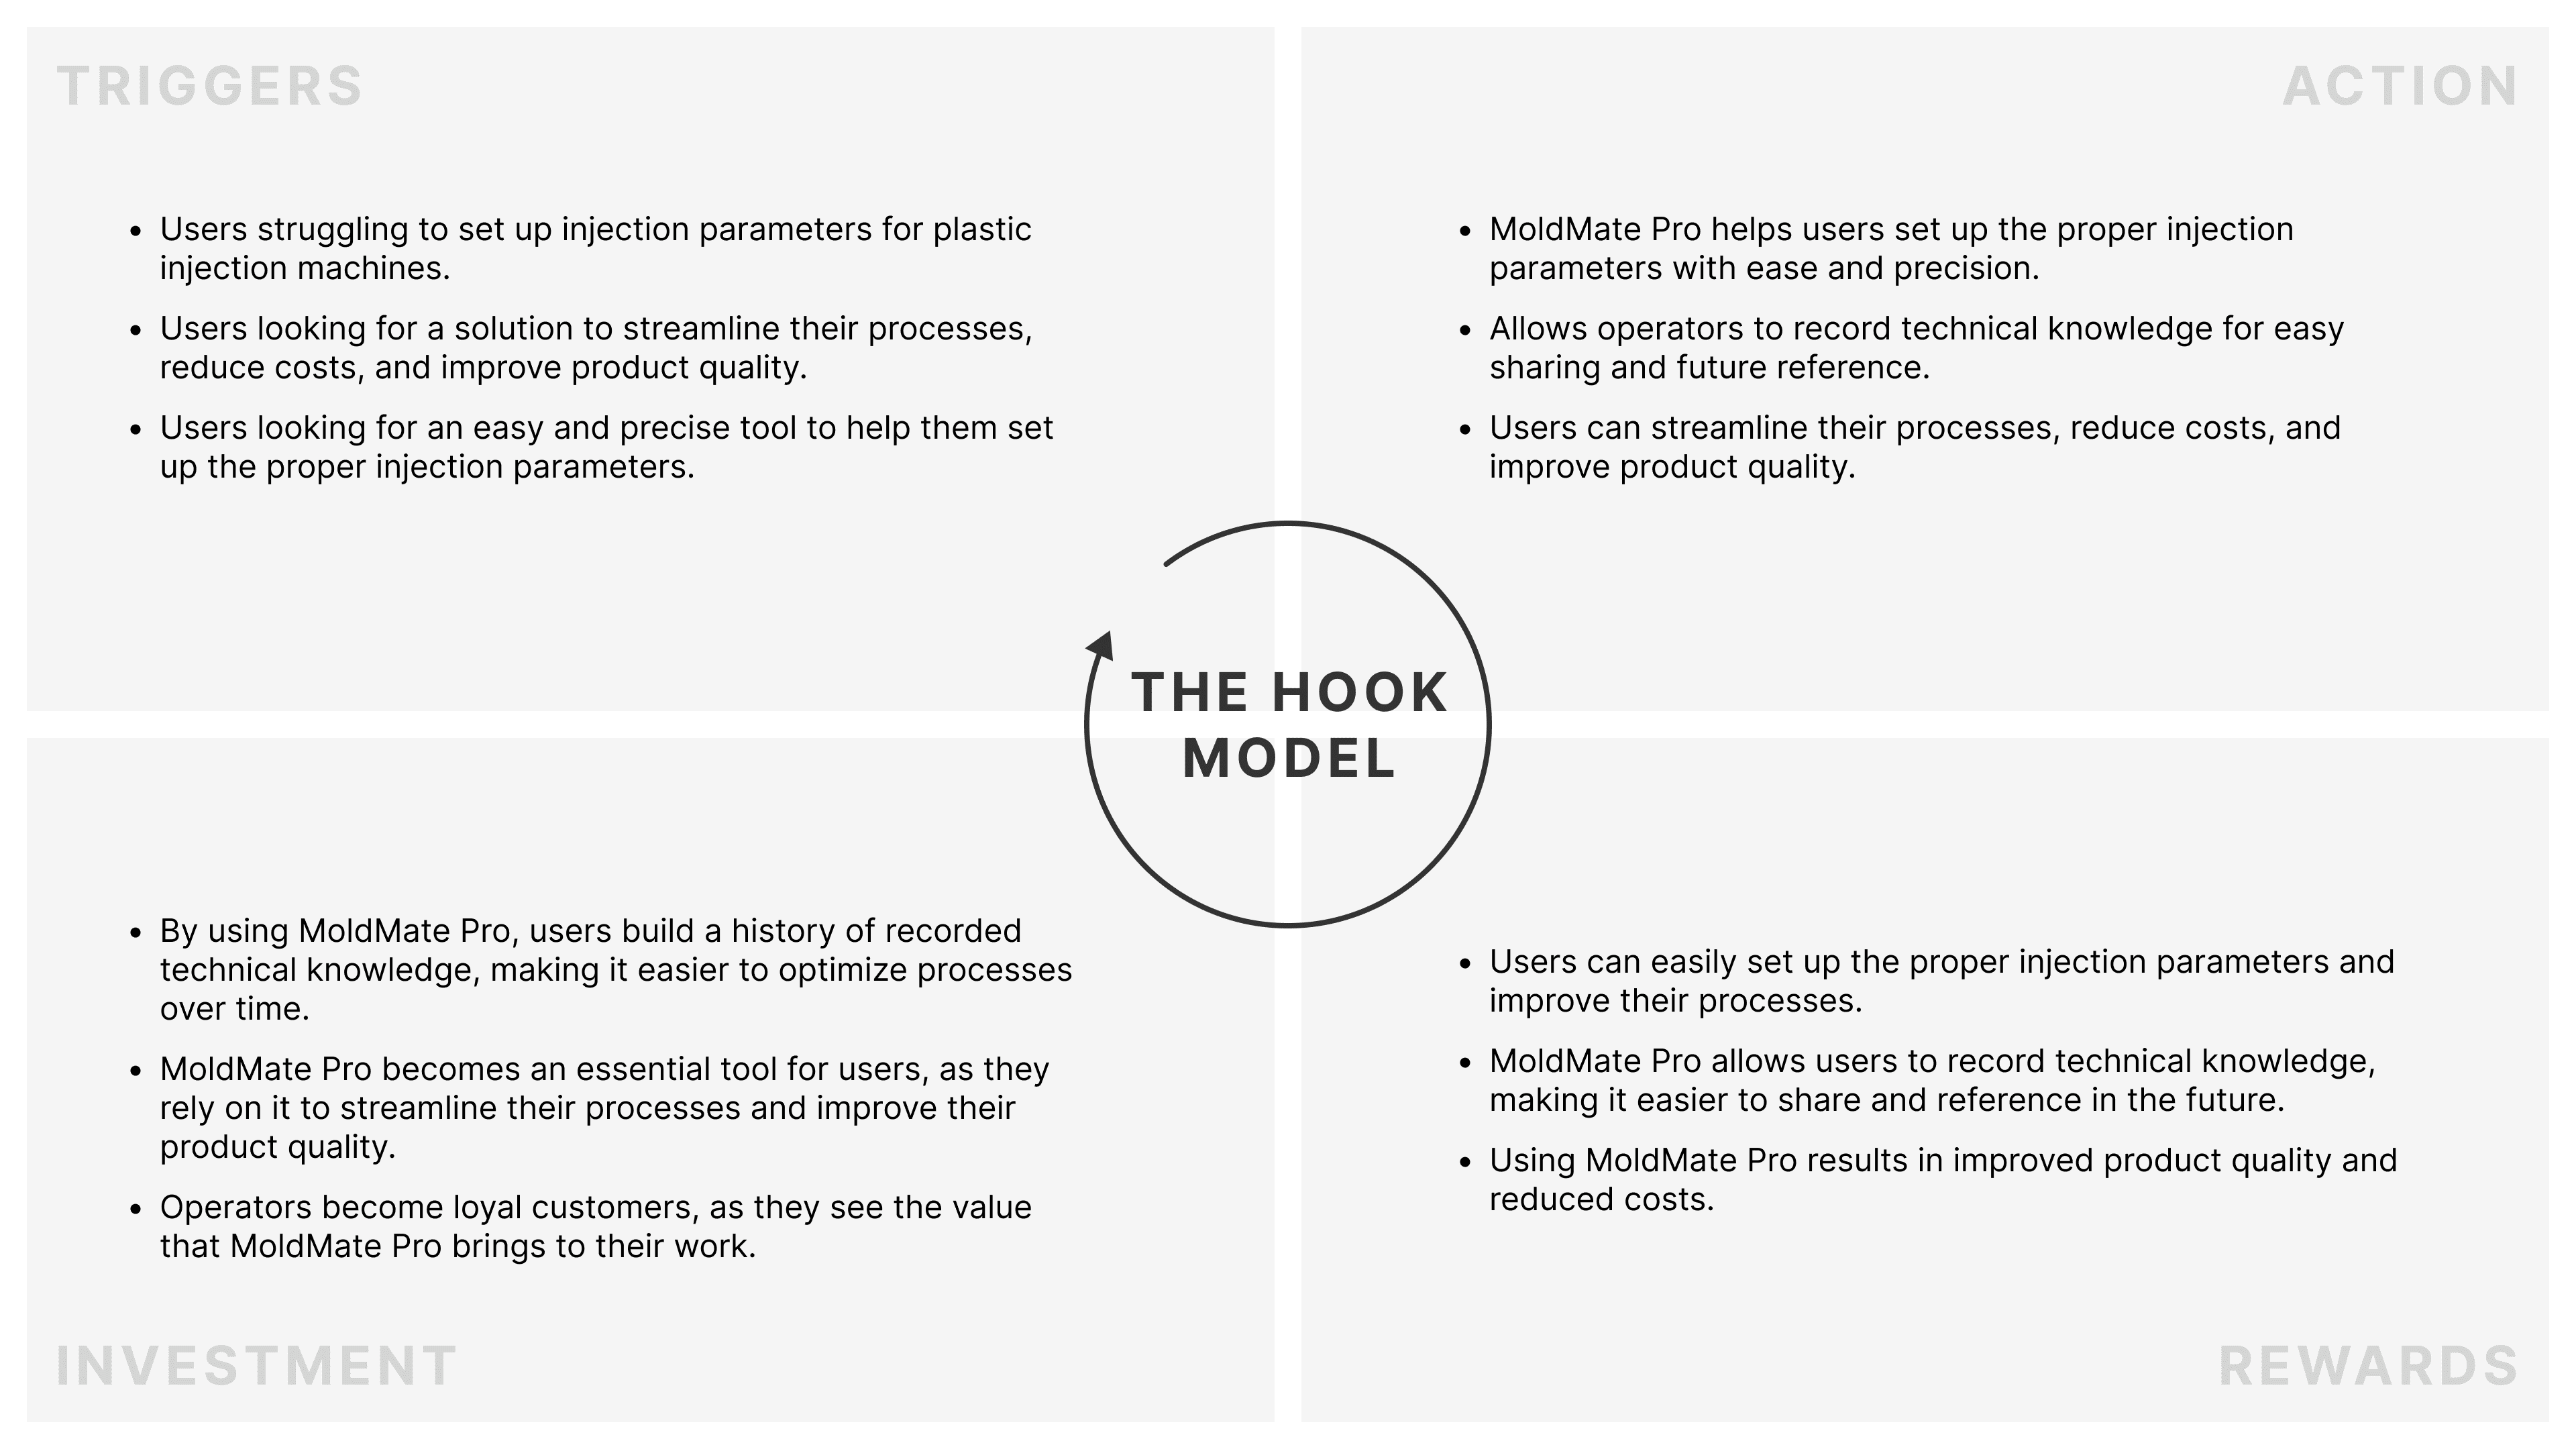 TRIGGERS
• Users struggling to set up injection parameters for plastic
injection machines.
• Users looking for a solution to streamline their processes,
reduce costs, and improve product quality.
• Users looking for an easy and precise tool to help them set
up the proper injection parameters.
ACTION
• MoldMate Pro helps users set up the proper injection
parameters with ease and precision.
• Allows operators to record technical knowledge for easy
sharing and future reference.
• Users can streamline their processes, reduce costs, and
improve product quality.
THE HOOK
MODEL
• By using MoldMate Pro, users build a history of recorded
technical knowledge, making it easier to optimize processes
over time.
• MoldMate Pro becomes an essential tool for users, as they
rely on it to streamline their processes and improve their
product quality.
• Operators become loyal customers, as they see the value
that MoldMate Pro brings to their work.
INVESTMENT
• Users can easily set up the proper injection parameters and
improve their processes.
• MoldMate Pro allows users to record technical knowledge,
making it easier to share and reference in the future.
• Using MoldMate Pro results in improved product quality and
reduced costs.
REWARDS